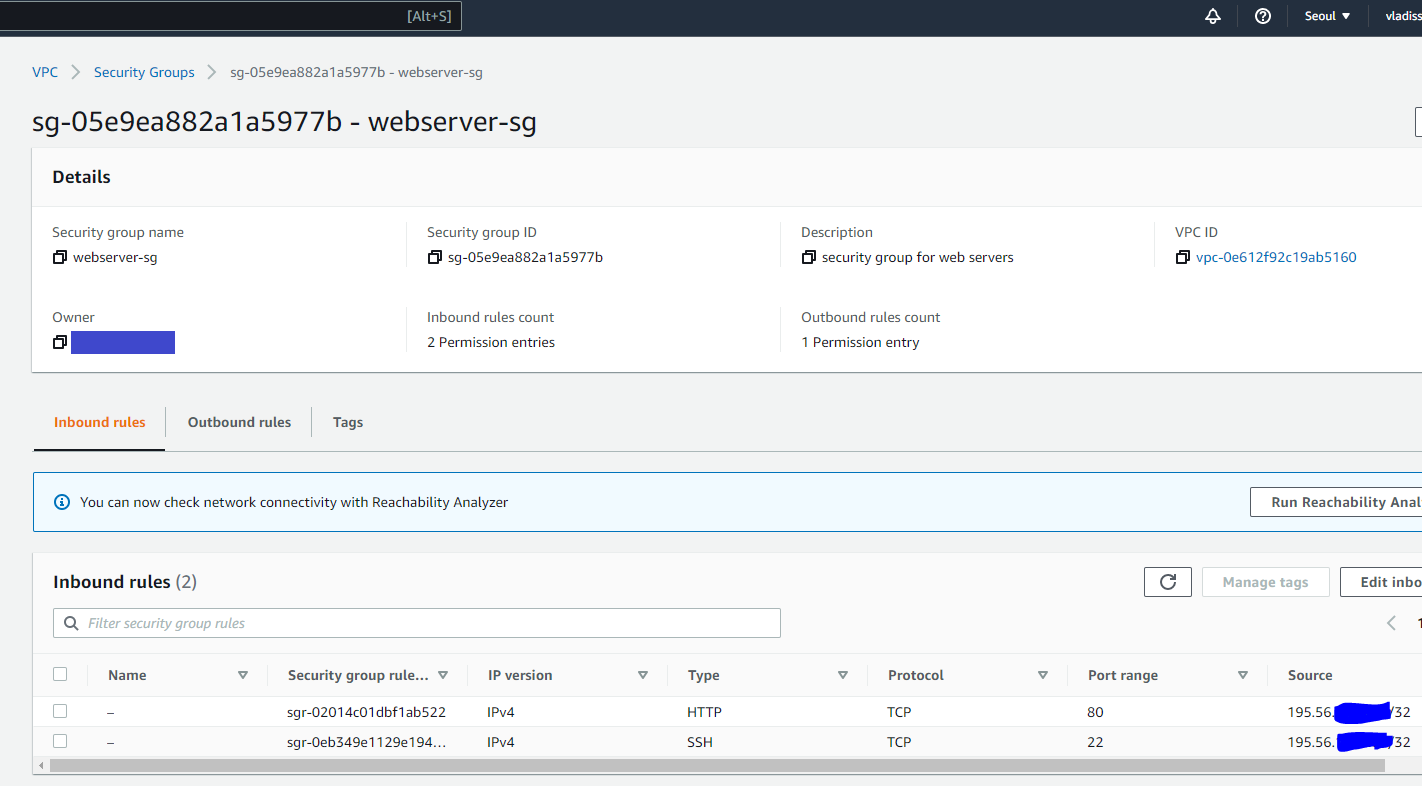 [Alt+S] Seoul ▼ vladiss
VPC > Security Groups > sg-05e9ea882a1a5977b - webserver-sg
sg-05e9ea882a1a5977b - webserver-sg
Details
Security group name Security group ID Description VPC ID
webserver-sg sg-05e9ea882a1a5977b security group for web servers vpc-0e612f92c19ab5160
Owner Inbound rules count Outbound rules count
2 Permission entries 1 Permission entry
Inbound rules Outbound rules Tags
You can now check network connectivity with Reachability Analyzer Run Reachability Anal
Inbound rules (2) Manage tags Edit inbo
Filter security group rules 1
Name Security group rule... IP version Type Protocol Port range Source
– sgr-02014c01dbf1ab522 IPv4 HTTP TCP 80 195.56. /32
– sgr-0eb349e1129e194... IPv4 SSH TCP 22 195.56. /32